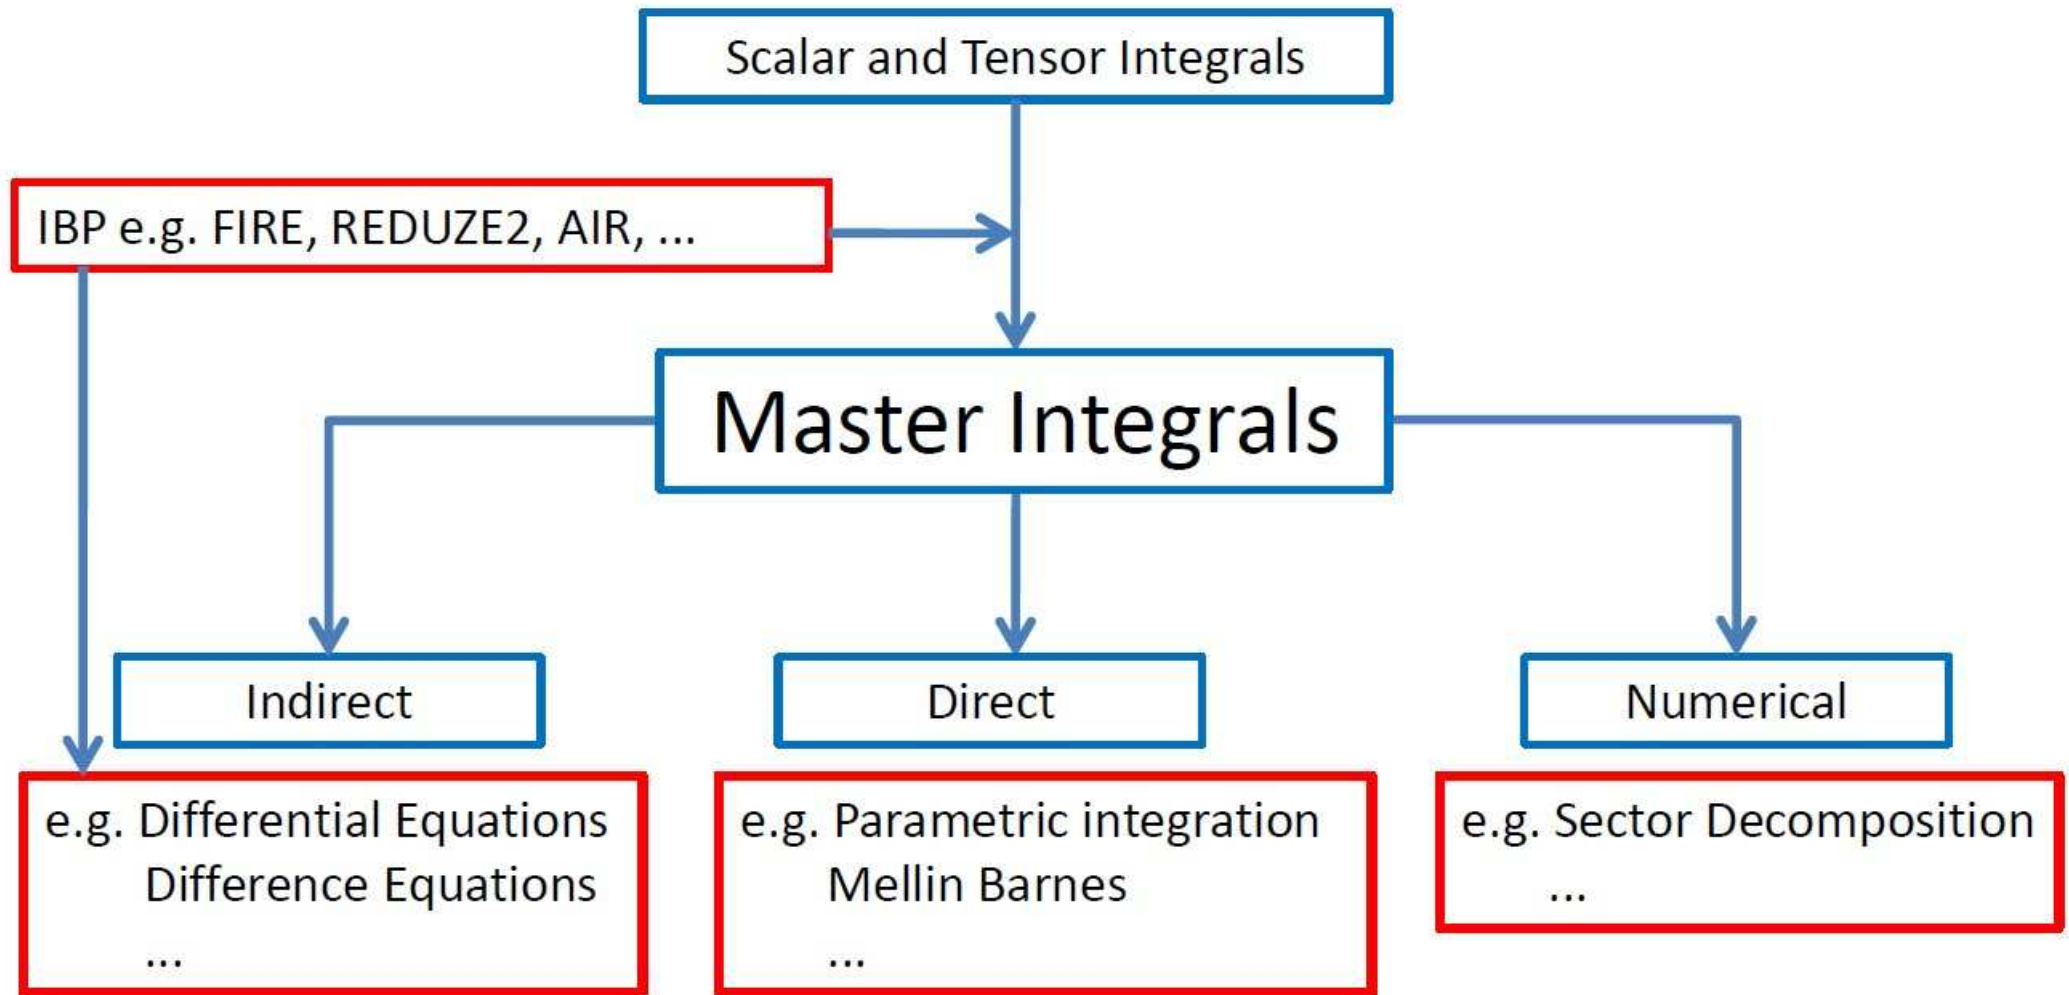 Scalar and Tensor Integrals
IBP e.g. FIRE, REDUZE2, AIR, ...
Master Integrals
Indirect
Direct
Numerical
e.g. Differential Equations
Difference Equations
...
e.g. Parametric integration
Mellin Barnes
...
e.g. Sector Decomposition
...